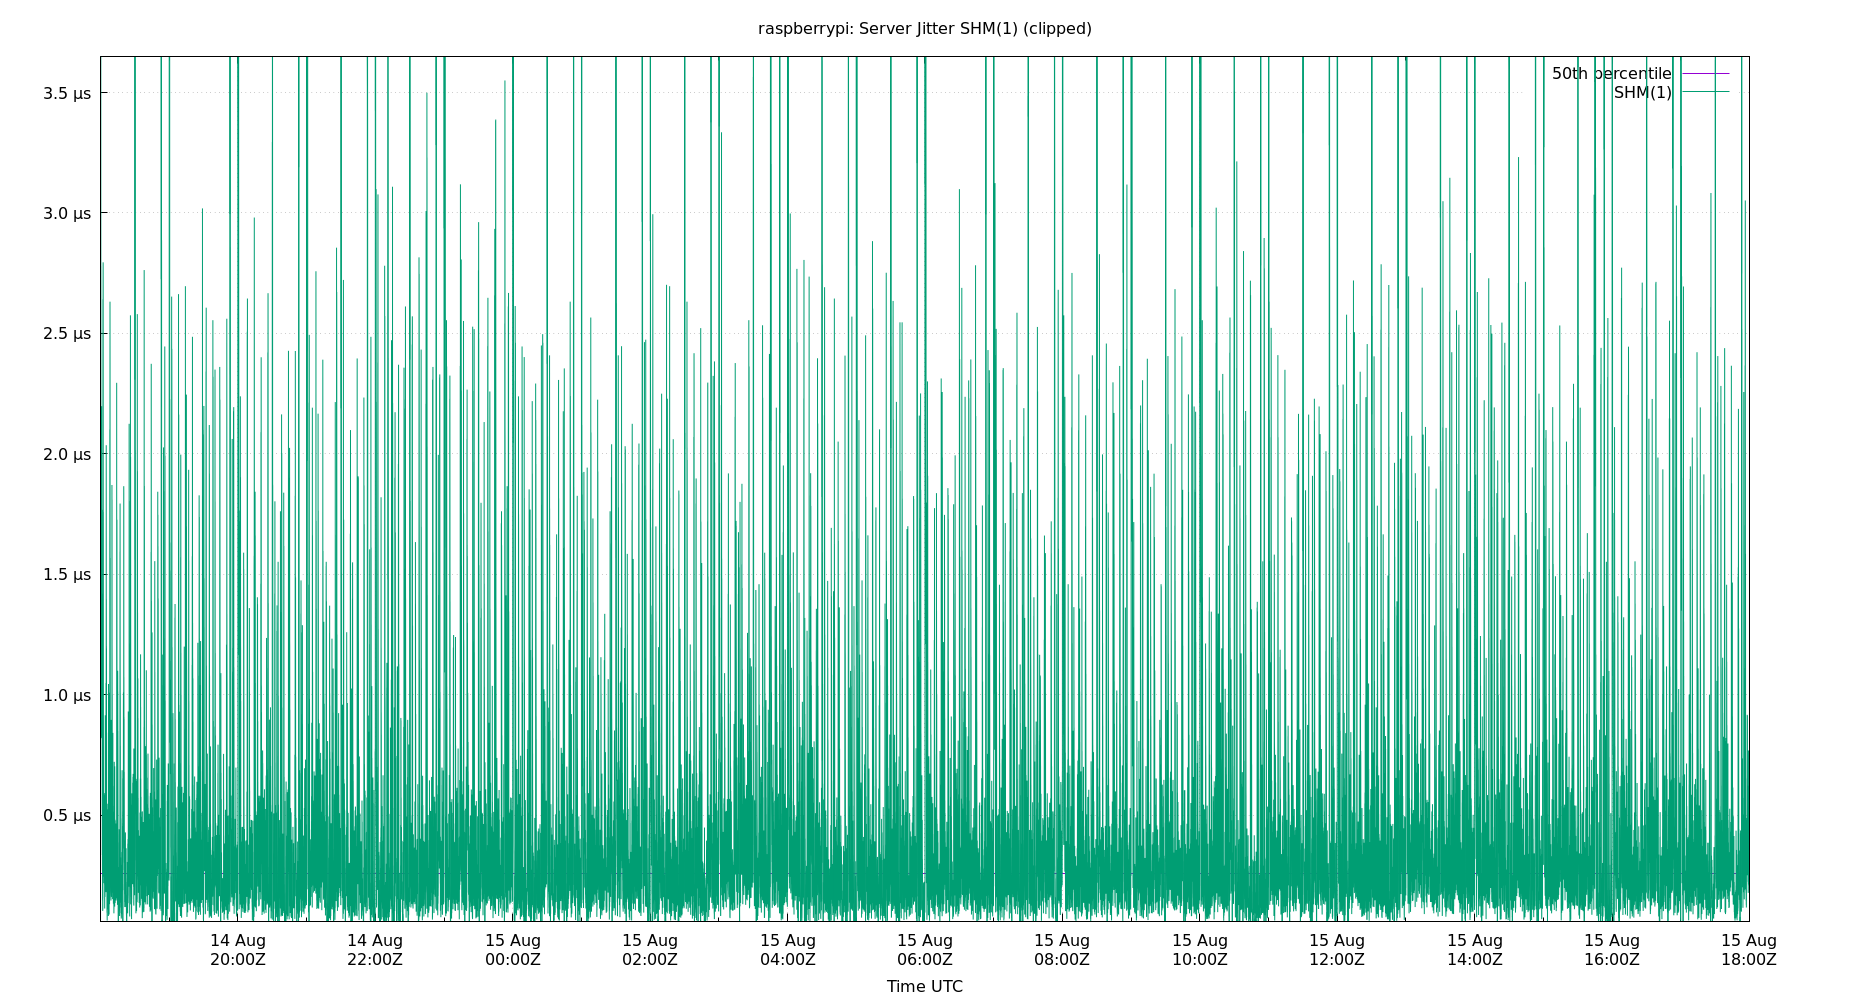 raspberrypi: Server Jitter SHM(1) (clipped)
50th percentile
SHM(1)
3.5 µs
3.0 µs
2.5 µs
2.0 µs
1.5 µs
1.0 µs
0.5 µs
14 Aug 14 Aug 15 Aug 15 Aug 15 Aug 15 Aug 15 Aug 15 Aug 15 Aug 15 Aug 15 Aug 15 Aug
20:00Z 22:00Z 00:00Z 02:00Z 04:00Z 06:00Z 08:00Z 10:00Z 12:00Z 14:00Z 16:00Z 18:00Z
Time UTC